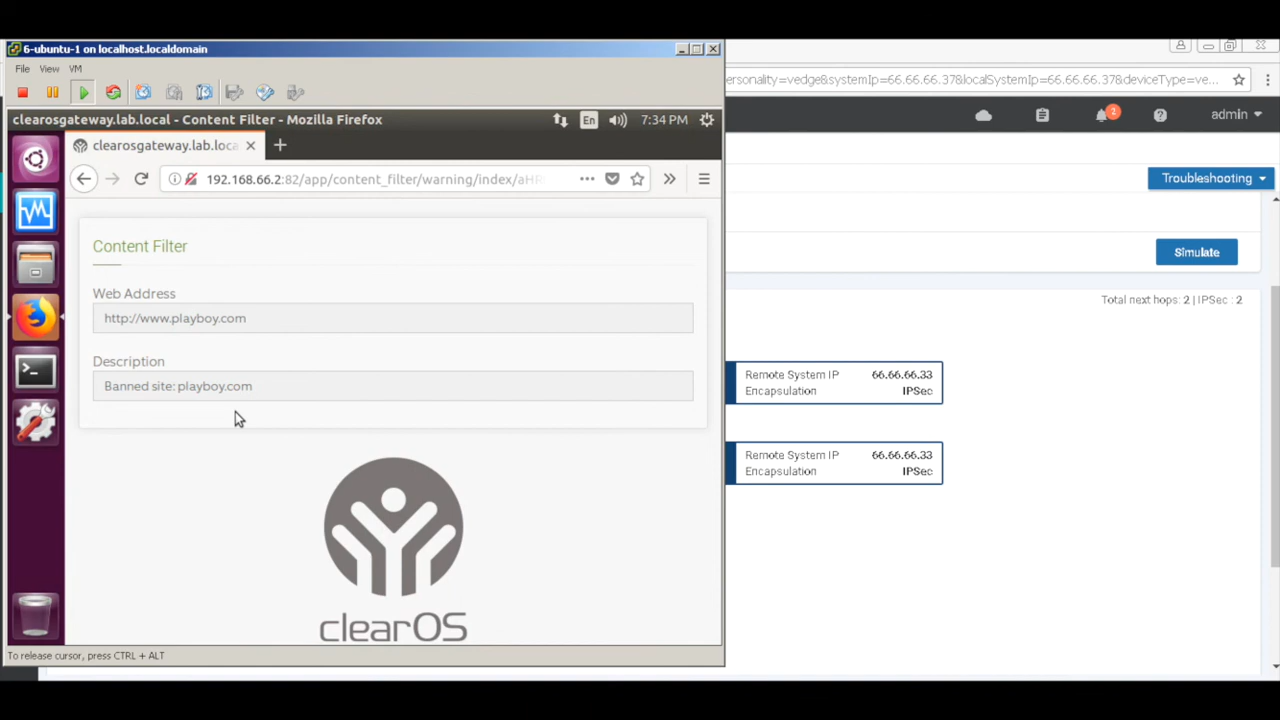 6-ubuntu-1 on localhost.localdomain
File View VM
clearosgateway.lab.local - Content Filter - Mozilla Firefox
En
7:34 PM
clearosgateway.lab.loca
192.168.66.2:82/app/content_filter/warning/index/aHR
Content Filter
Web Address
http://www.playboy.com
Description
Banned site: playboy.com
clearOS
To release cursor, press CTRL + ALT
ersonality=vedge&systemIp=66.66.66.37&localSystemIp=66.66.66.37&deviceType=ve...
2
admin
Troubleshooting
Simulate
Total next hops: 2 | IPSec : 2
Remote System IP 66.66.66.33
Encapsulation IPSec
Remote System IP 66.66.66.33
Encapsulation IPSec